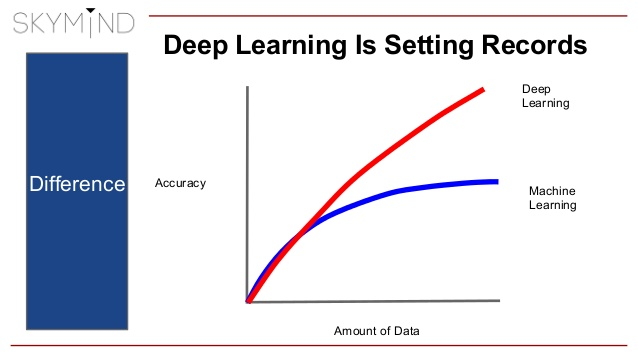 SKYMIND
Deep Learning Is Setting Records
Difference
Accuracy
Deep
Learning
Machine
Learning
Amount of Data